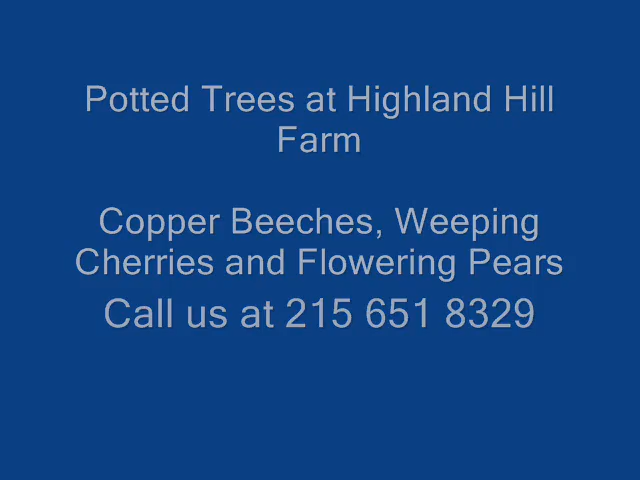 Potted Trees at Highland Hill
Farm
Copper Beeches, Weeping
Cherries and Flowering Pears
Call us at 215 651 8329